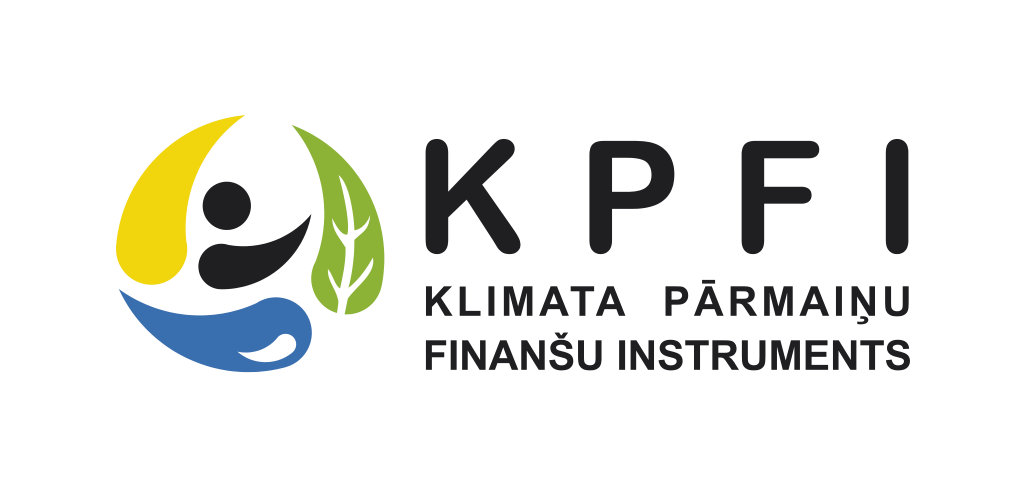 KPFI
KLIMATA PĀRMAIŅU
FINANŠU INSTRUMENTS